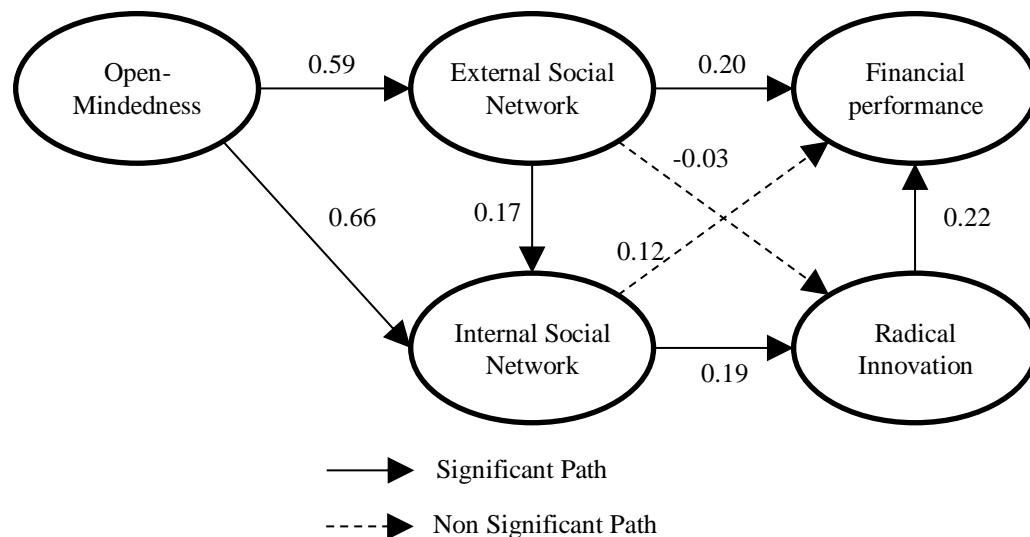 Open-
Mindedness
0.59
External Social
Network
0.20
Financial
performance
-0.03
0.66
0.17
0.12
0.22
Internal Social
Network
0.19
Radical
Innovation
Significant Path
Non Significant Path